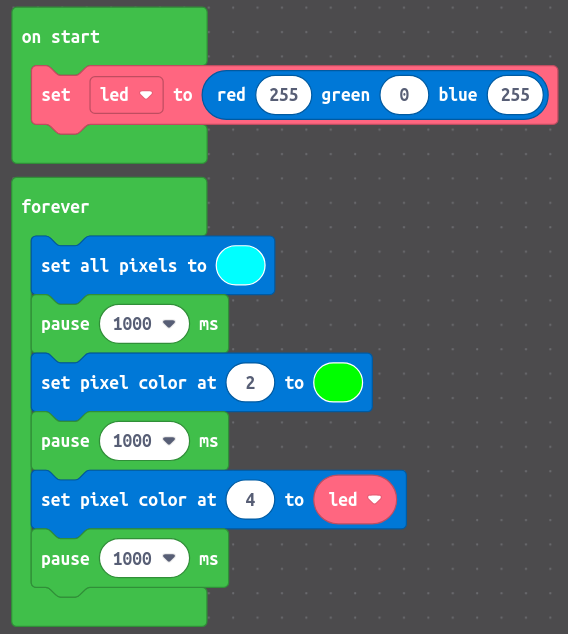 on start
set led to red 255 green 0 blue 255
forever
set all pixels to
pause 1000 ms
set pixel color at 2 to
pause 1000 ms
set pixel color at 4 to led
pause 1000 ms